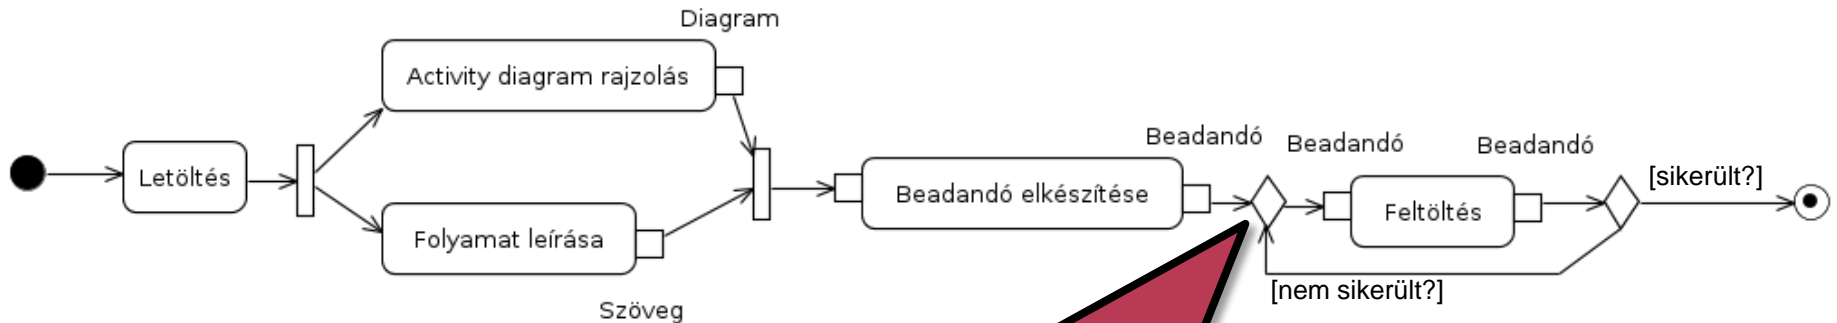 Diagram
Activity diagram rajzolás
Letöltés
Folyamat leírása
Szöveg
Beadandó elkészítése
Beadandó
Beadandó
Feltöltés
Beadandó
[sikerült?]
[nem sikerült?]